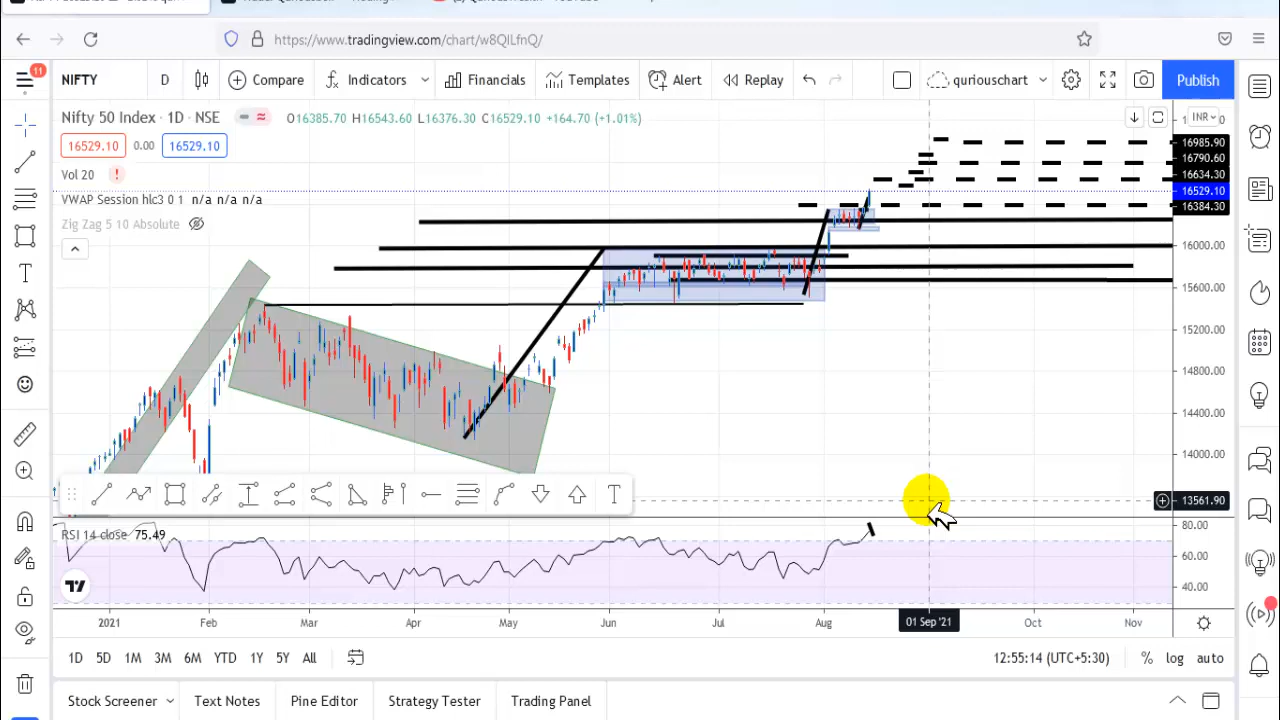 https://www.tradingview.com/chart/w8QILfnQ/
11
NIFTY D Compare Indicators Financials Templates Alert Replay quriouschart Publish
Nifty 50 Index · 1D · NSE O16385.70 H16543.60 L16376.30 C16529.10 +164.70 (+1.01%)
INR
16529.10 0.00 16529.10
Vol 20
VWAP Session hlc3 0 1 n/a n/a n/a
Zig Zag 5 10 Absolute
16985.90
16790.60
16634.30
16529.10
16384.30
16000.00
15600.00
15200.00
14800.00
14400.00
14000.00
13561.90
T
RSI 14 close 75.49
80.00
60.00
40.00
2021 Feb Mar Apr May Jun Jul Aug 01 Sep '21 Oct Nov
1D 5D 1M 3M 6M YTD 1Y 5Y All 12:55:14 (UTC+5:30) % log auto
Stock Screener Text Notes Pine Editor Strategy Tester Trading Panel